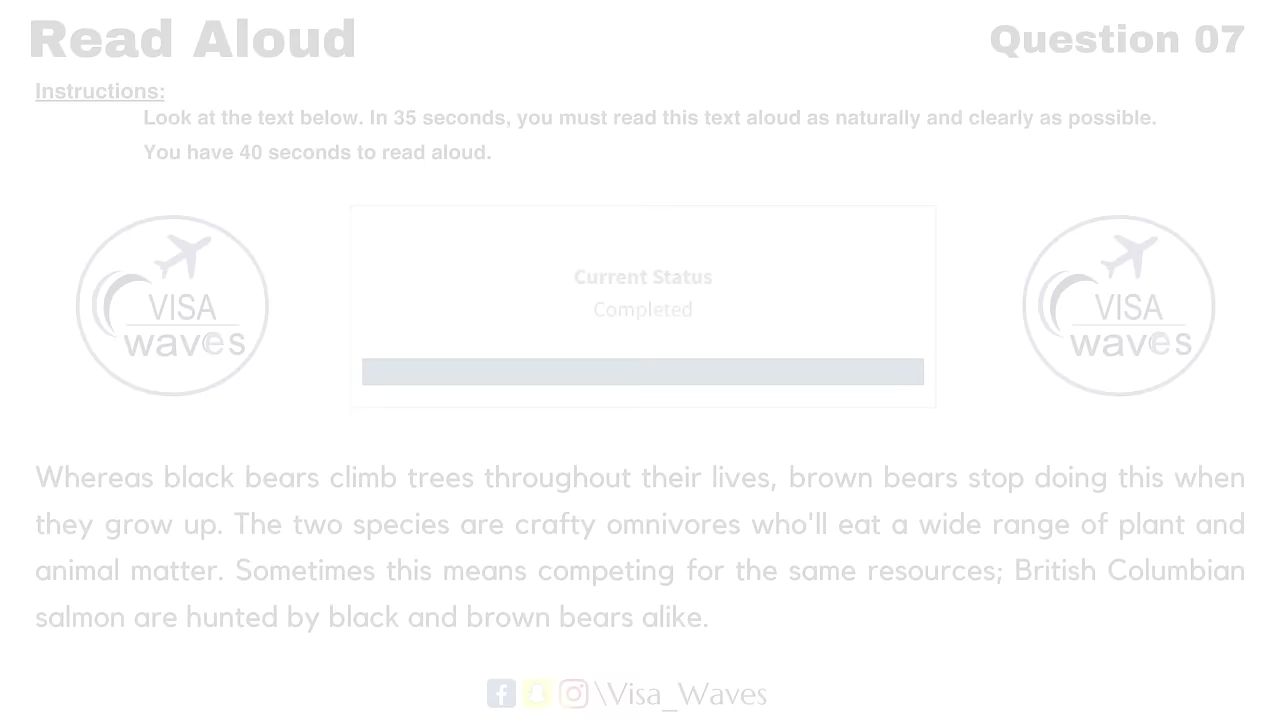 Read Aloud
Question 07
Instructions:
Look at the text below. In 35 seconds, you must read this text aloud as naturally and clearly as possible.
You have 40 seconds to read aloud.
VISA
waves
Current Status
Completed
VISA
waves
Whereas black bears climb trees throughout their lives, brown bears stop doing this when
they grow up. The two species are crafty omnivores who'll eat a wide range of plant and
animal matter. Sometimes this means competing for the same resources; British Columbian
salmon are hunted by black and brown bears alike.
\Visa_Waves